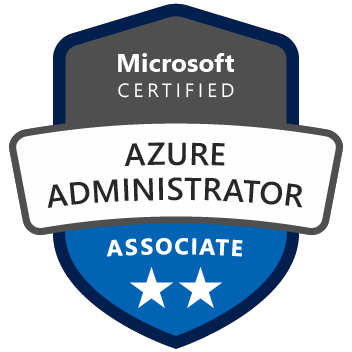 Microsoft
CERTIFIED
AZURE
ADMINISTRATOR
ASSOCIATE